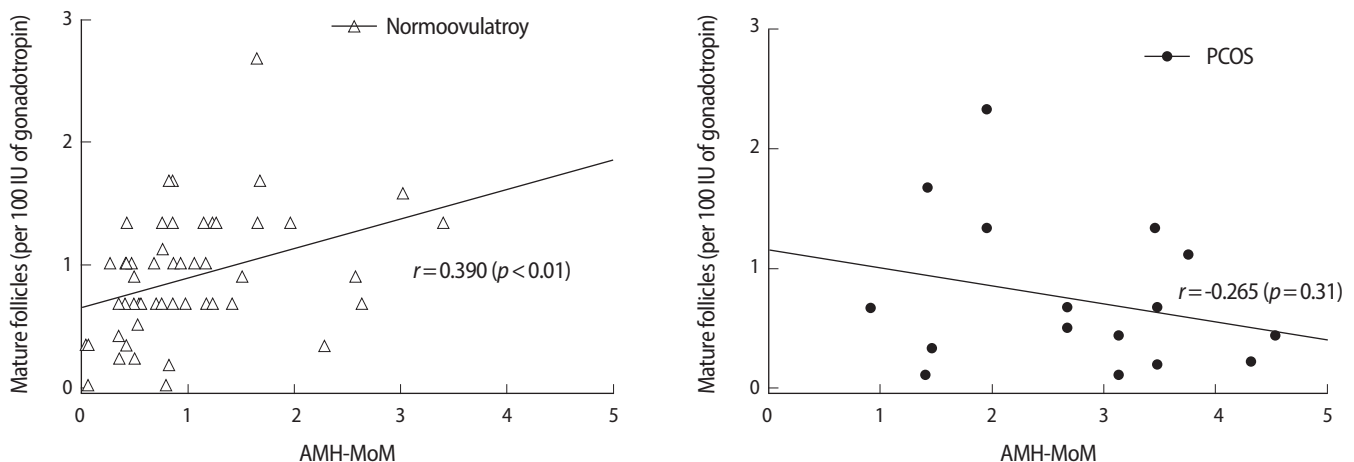 Mature follicles (per 100 IU of gonadotropin)
3
2
1
0
Normoovulatroy
r=0.390 (p<0.01)
0 1 2 3 4 5
AMH-MoM
Mature follicles (per 100 IU of gonadotropin)
3
2
1
0
PCOS
r=-0.265 (p=0.31)
0 1 2 3 4 5
AMH-MoM